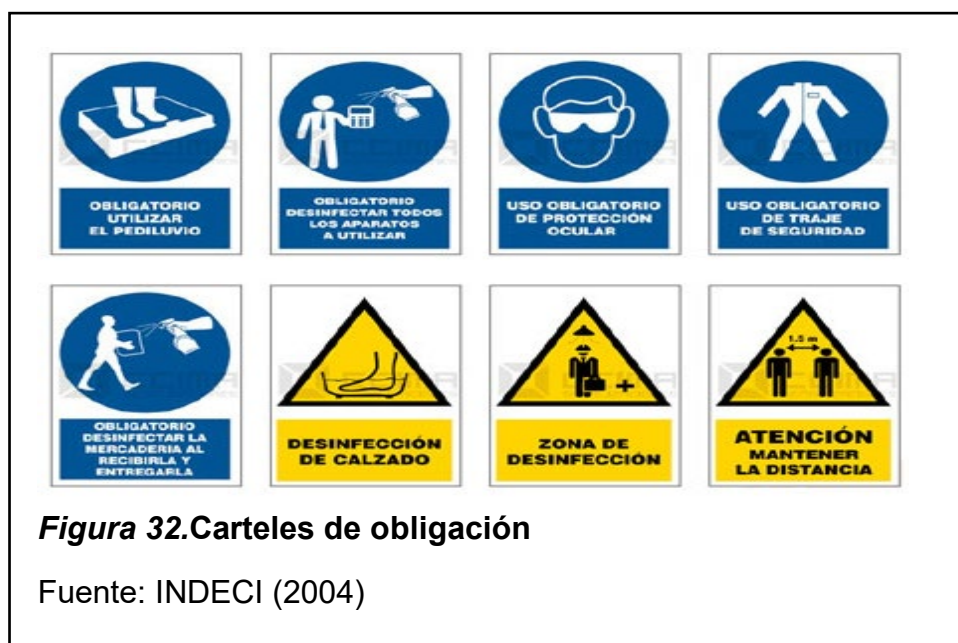 OBLIGATORIO
UTILIZAR
EL PEDILUVIO
OBLIGATORIO
DESINFECTAR TODOS
LOS APARATOS
A UTILIZAR
USO OBLIGATORIO
DE PROTECCIÓN
OCULAR
USO OBLIGATORIO
DE TRAJE
DE SEGURIDAD
OBLIGATORIO
DESINFECTAR LA
MERCADERIA AL
RECIBIRLA Y
ENTREGARLA
DESINFECCIÓN
DE CALZADO
ZONA DE
DESINFECCIÓN
1.5 m
ATENCIÓN
MANTENER
LA DISTANCIA
Figura 32.Carteles de obligación
Fuente: INDECI (2004)